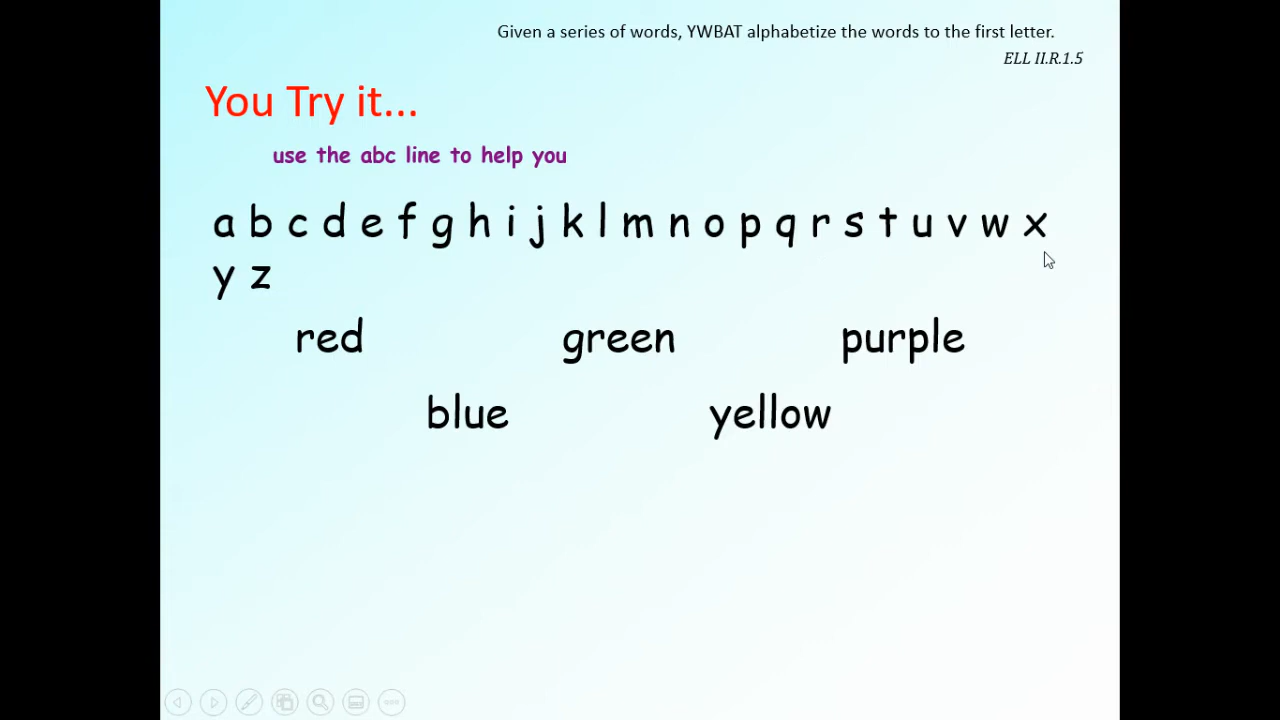 Given a series of words, YWBAT alphabetize the words to the first letter.
ELL II.R.1.5
You Try it...
use the abc line to help you
a b c d e f g h i j k l m n o p q r s t u v w x
y z
red green purple
blue yellow